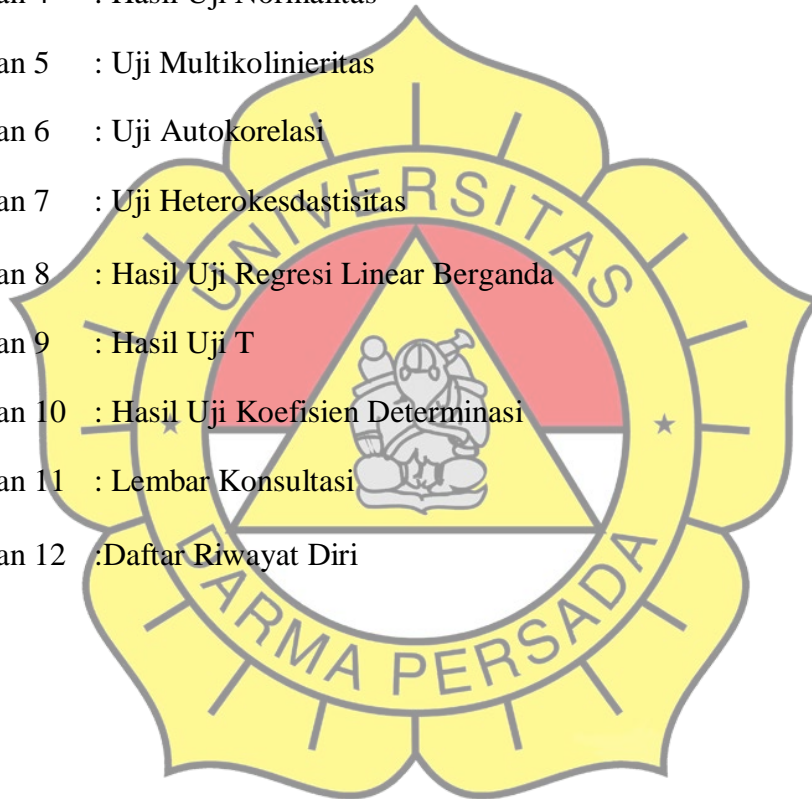 an 4 : Hasil Uji Normalitas
an 5 : Uji Multikolinieritas
an 6 : Uji Autokorelasi
an 7 : Uji Heterokesdastisitas
an 8 : Hasil Uji Regresi Linear Berganda
an 9 : Hasil Uji T
an 10 : Hasil Uji Koefisien Determinasi
an 11 : Lembar Konsultasi
an 12 :Daftar Riwayat Diri
UNIVERSITAS
DARMA PERSADA